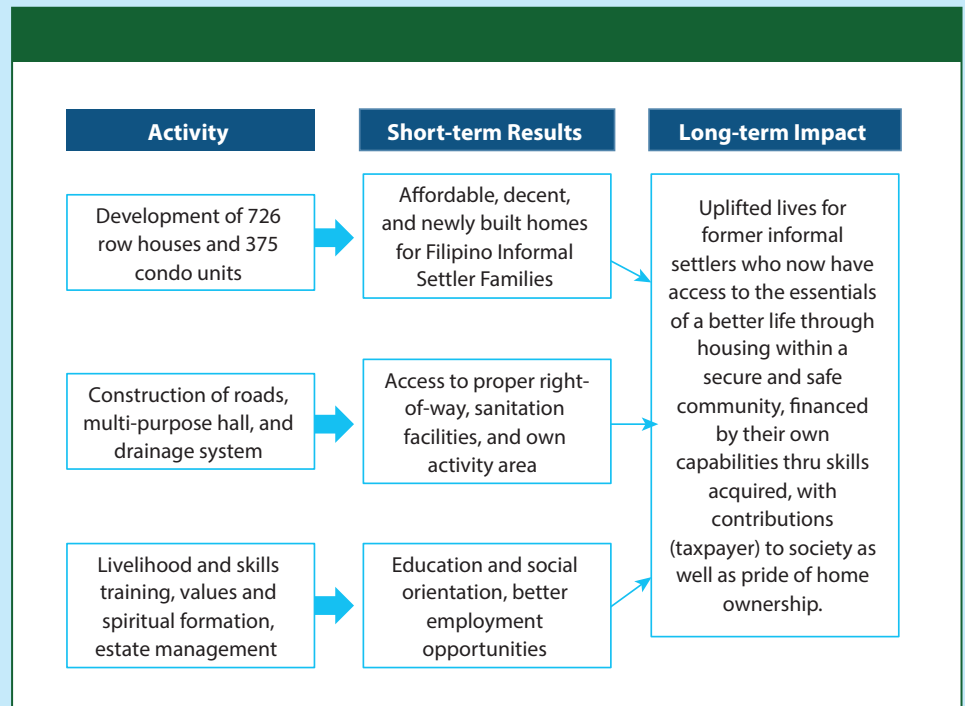 Activity
Short-term Results
Long-term Impact
Development of 726
row houses and 375
condo units
Affordable, decent,
and newly built homes
for Filipino Informal
Settler Families
Construction of roads,
multi-purpose hall, and
drainage system
Access to proper right-
of-way, sanitation
facilities, and own
activity area
Livelihood and skills
training, values and
spiritual formation,
estate management
Education and social
orientation, better
employment
opportunities
Uplifted lives for
former informal
settlers who now have
access to the essentials
of a better life through
housing within a
secure and safe
community, financed
by their own
capabilities thru skills
acquired, with
contributions
(taxpayer) to society as
well as pride of home
ownership.